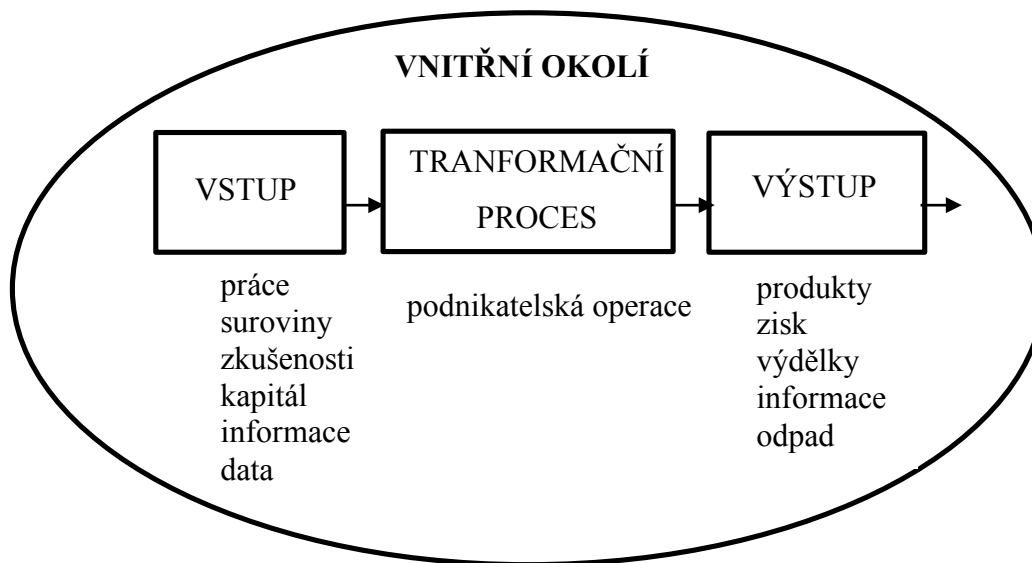 VNITŘNÍ OKOLÍ
VSTUP
TRANFORMAČNÍ
PROCES
VÝSTUP
práce
suroviny
zkušenosti
kapitál
informace
data
podnikatelská operace
produkty
zisk
výdělky
informace
odpad